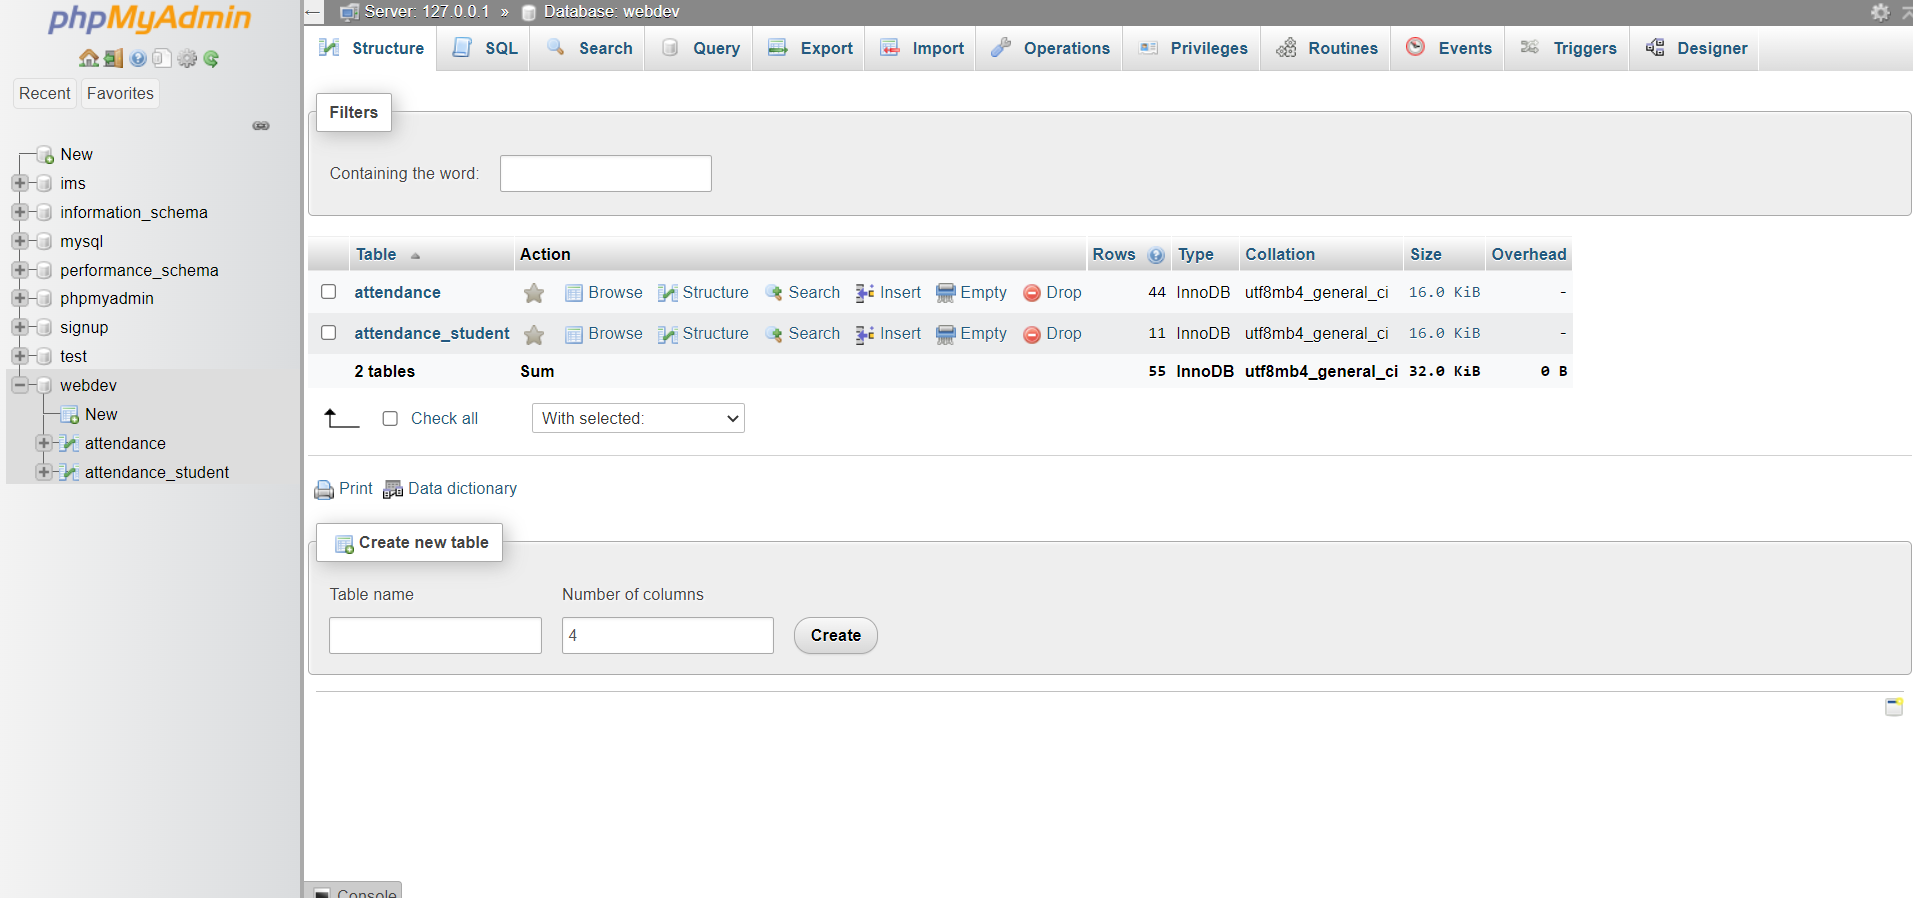 phpMyAdmin
Recent Favorites
New
ims
information_schema
mysql
performance_schema
phpmyadmin
signup
test
webdev
New
attendance
attendance_student
Server: 127.0.0.1 » Database: webdev
Structure SQL Search Query Export Import Operations Privileges Routines Events Triggers Designer
Filters
Containing the word:
Table Action Rows Type Collation Size Overhead
attendance Browse Structure Search Insert Empty Drop 44 InnoDB utf8mb4_general_ci 16.0 KiB -
attendance_student Browse Structure Search Insert Empty Drop 11 InnoDB utf8mb4_general_ci 16.0 KiB -
2 tables Sum 55 InnoDB utf8mb4_general_ci 32.0 KiB 0 B
Check all With selected:
Print Data dictionary
Create new table
Table name Number of columns
4 Create
Console